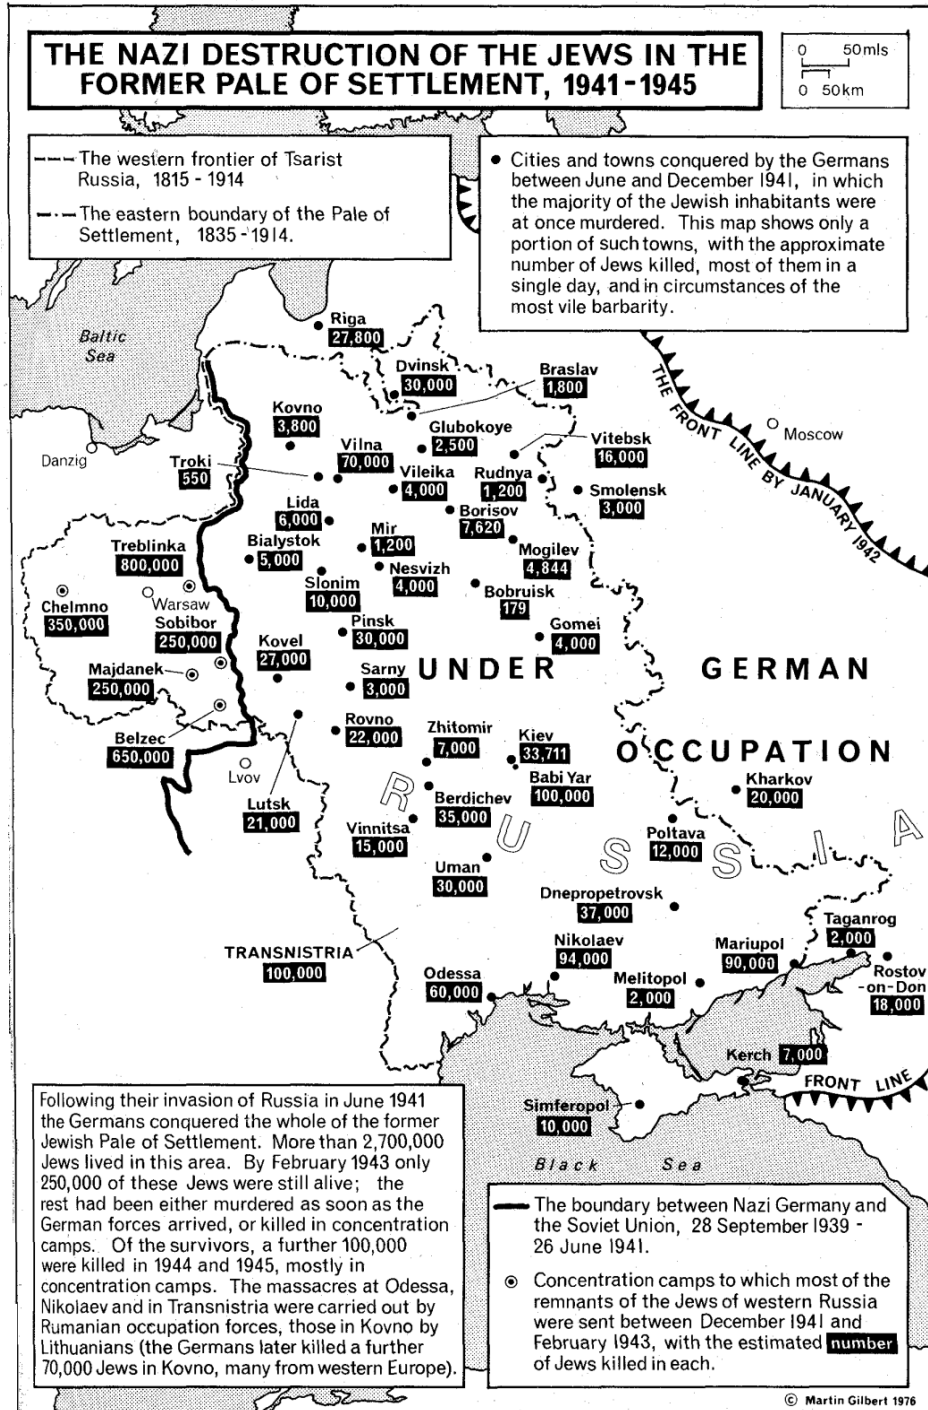 THE NAZI DESTRUCTION OF THE JEWS IN THE
FORMER PALE OF SETTLEMENT, 1941-1945
0 50mls
0 50km
The western frontier of Tsarist
Russia, 1815 - 1914
The eastern boundary of the Pale of
Settlement, 1835-1914.
● Cities and towns conquered by the Germans
between June and December 1941, in which
the majority of the Jewish inhabitants were
at once murdered. This map shows only a
portion of such towns, with the approximate
number of Jews killed, most of them in a
single day, and in circumstances of the
most vile barbarity.
Baltic
Sea
Riga
27,800
Dvinsk
30,000
Braslav
1,800
THE FRONT LINE BY JANUARY 1942
Moscow
Kovno
3,800
Glubokoye
2,500
Vitebsk
16,000
Danzig
Troki
550
Vilna
70,000
Vileika
4,000
Rudnya
1,200
Smolensk
3,000
Lida
6,000
Borisov
7,620
Mir
1,200
Mogilev
4,844
Treblinka
800,000
Bialystok
5,000
Nesvizh
4,000
Slonim
10,000
Bobruisk
179
Chelmno
350,000
Warsaw
Sobibor
250,000
Pinsk
30,000
Gomei
4,000
Kovel
27,000
Majdanek
250,000
Sarny
3,000
UNDER GERMAN
OCCUPATION
Belzec
650,000
Rovno
22,000
Zhitomir
7,000
Kiev
33,711
Babi Yar
100,000
Lvov
Lutsk
21,000
Berdichev
35,000
Kharkov
20,000
RUSSIA
Vinnitsa
15,000
Poltava
12,000
Uman
30,000
Dnepropetrovsk
37,000
TRANSNISTRIA
100,000
Nikolaev
94,000
Mariupol
90,000
Taganrog
2,000
Odessa
60,000
Melitopol
2,000
Rostov
-on-Don
18,000
Kerch 7,000
FRONT LINE
Simferopol
10,000
Black Sea
Following their invasion of Russia in June 1941
the Germans conquered the whole of the former
Jewish Pale of Settlement. More than 2,700,000
Jews lived in this area. By February 1943 only
250,000 of these Jews were still alive; the
rest had been either murdered as soon as the
German forces arrived, or killed in concentration
camps. Of the survivors, a further 100,000
were killed in 1944 and 1945, mostly in
concentration camps. The massacres at Odessa,
Nikolaev and in Transnistria were carried out by
Rumanian occupation forces, those in Kovno by
Lithuanians (the Germans later killed a further
70,000 Jews in Kovno, many from western Europe).
The boundary between Nazi Germany and
the Soviet Union, 28 September 1939 -
26 June 1941.
Concentration camps to which most of the
remnants of the Jews of western Russia
were sent between December 1941 and
February 1943, with the estimated number
of Jews killed in each.
© Martin Gilbert 1976